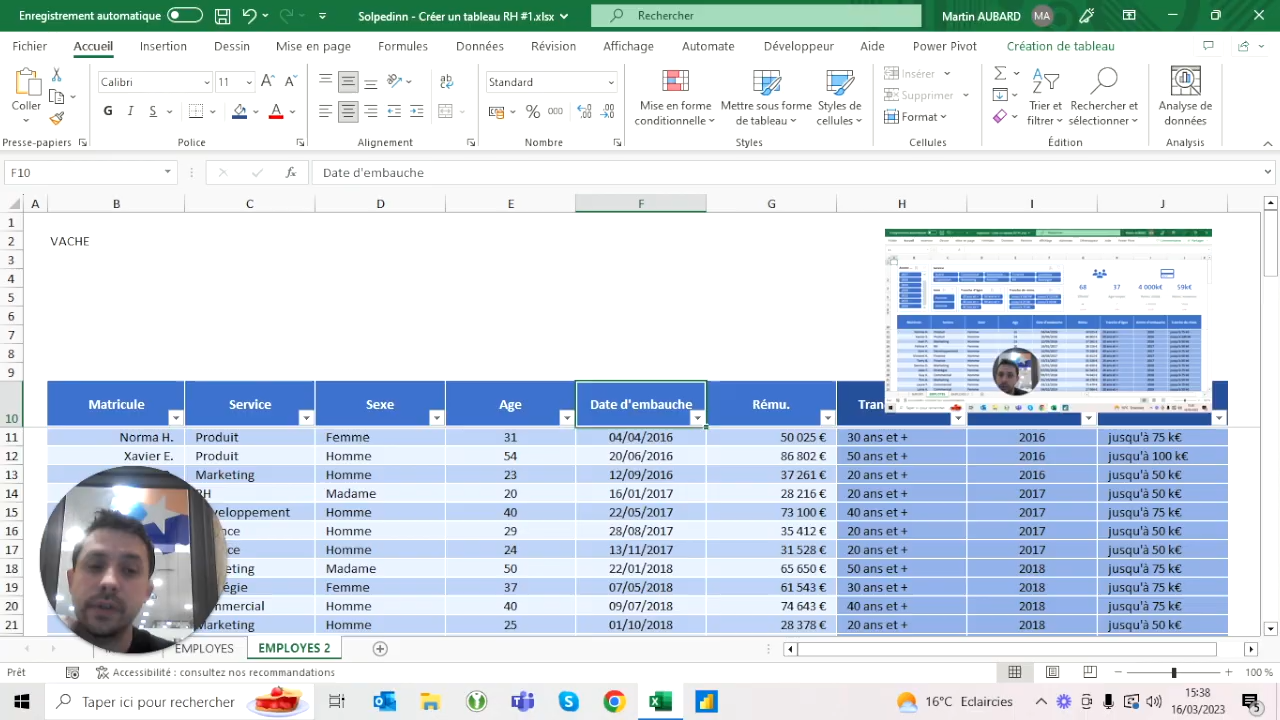 Enregistrement automatique
Solpedinn - Créer un tableau RH #1.xlsx
Rechercher
Martin AUBARD
MA
Fichier Accueil Insertion Dessin Mise en page Formules Données Révision Affichage Automate Développeur Aide Power Pivot Création de tableau
Coller
Presse-papiers
Calibri 11
G I S
Police
ab
Alignement
Standard
% 000
Nombre
Mise en forme conditionnelle
Mettre sous forme de tableau
Styles de cellules
Styles
Insérer
Supprimer
Format
Cellules
Trier et filtrer
Rechercher et sélectionner
Édition
Analyse de données
Analysis
F10 fx Date d'embauche
A B C D E F G H I J
1
2 VACHE
3
4
5
6
7
8
9
10 Matricule Sexe Date d'embauche Rému.
11 Norma H. Produit Femme 31 04/04/2016 50 025 € 30 ans et + 2016 jusqu'à 75 k€
12 Xavier E. Produit Homme 54 20/06/2016 86 802 € 50 ans et + 2016 jusqu'à 100 k€
13 Marketing Homme 23 12/09/2016 37 261 € 20 ans et + 2016 jusqu'à 50 k€
14 RH Madame 20 16/01/2017 28 216 € 20 ans et + 2017 jusqu'à 50 k€
15 veloppement Homme 40 22/05/2017 73 100 € 40 ans et + 2017 jusqu'à 75 k€
16 nce Homme 29 28/08/2017 35 412 € 20 ans et + 2017 jusqu'à 50 k€
17 ce Homme 24 13/11/2017 31 528 € 20 ans et + 2017 jusqu'à 50 k€
18 eting Madame 50 22/01/2018 65 650 € 50 ans et + 2018 jusqu'à 75 k€
19 égie Femme 37 07/05/2018 61 543 € 30 ans et + 2018 jusqu'à 75 k€
20 mmercial Homme 40 09/07/2018 74 643 € 40 ans et + 2018 jusqu'à 75 k€
21 arketing Homme 25 01/10/2018 28 378 € 20 ans et + 2018 jusqu'à 50 k€
EMPLOYES EMPLOYES 2
Prêt Accessibilité : consultez nos recommandations 100 %
Taper ici pour rechercher
16°C Eclaircies
15:38
16/03/2023
5